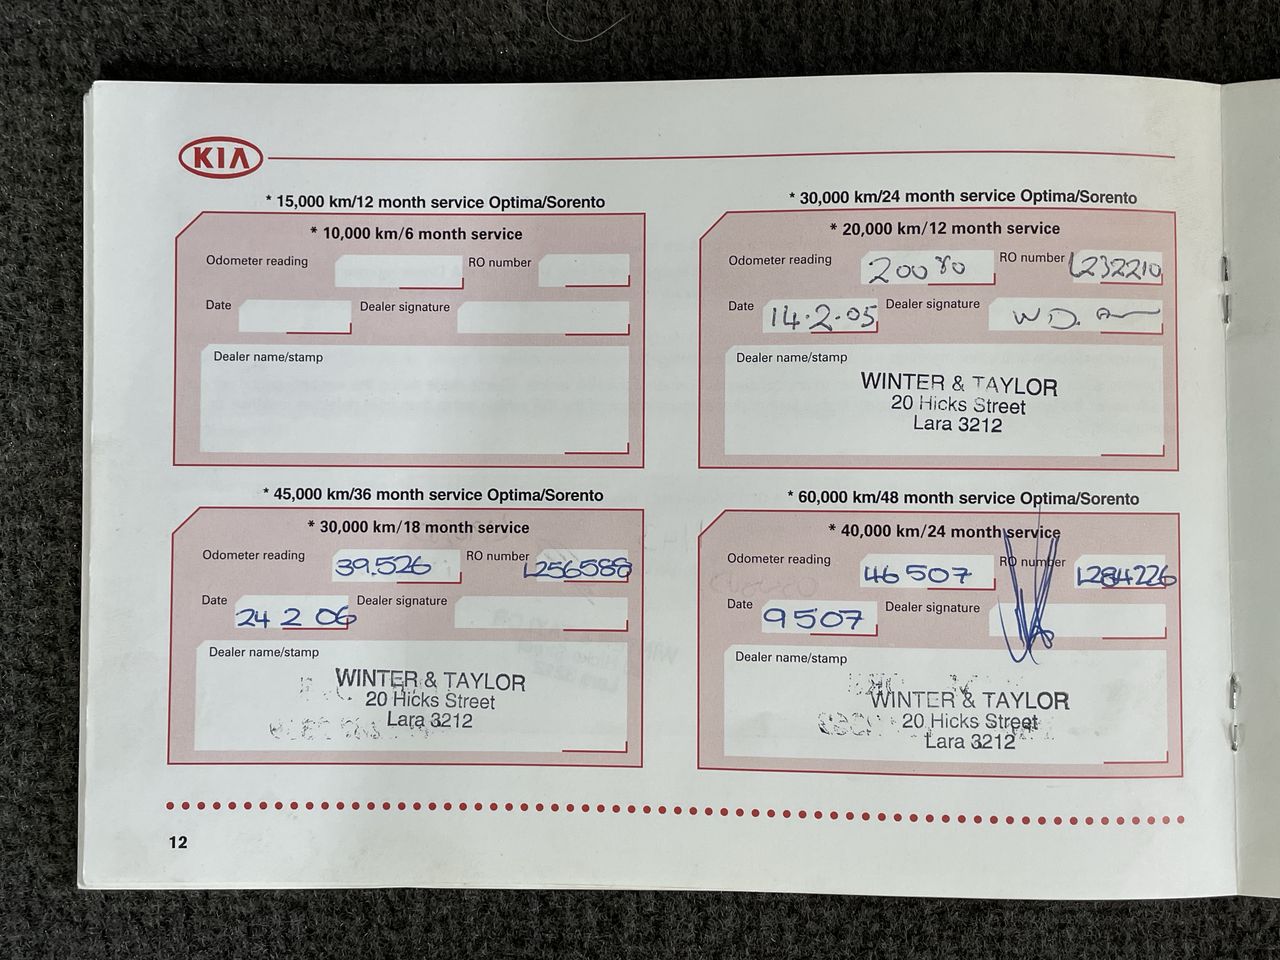 KIA
* 15,000 km/12 month service Optima/Sorento
* 10,000 km/6 month service
Odometer reading
RO number
Date
Dealer signature
Dealer name/stamp
* 30,000 km/24 month service Optima/Sorento
* 20,000 km/12 month service
Odometer reading 20080
RO number L232210
Date 14.2.05
Dealer signature
Dealer name/stamp
WINTER & TAYLOR
20 Hicks Street
Lara 3212
* 45,000 km/36 month service Optima/Sorento
* 30,000 km/18 month service
Odometer reading 39.526
RO number L256588
Date 24 2 06
Dealer signature
Dealer name/stamp
WINTER & TAYLOR
20 Hicks Street
Lara 3212
* 60,000 km/48 month service Optima/Sorento
* 40,000 km/24 month service
Odometer reading 46507
RO number L284226
Date 9507
Dealer signature
Dealer name/stamp
WINTER & TAYLOR
20 Hicks Street
Lara 3212
12